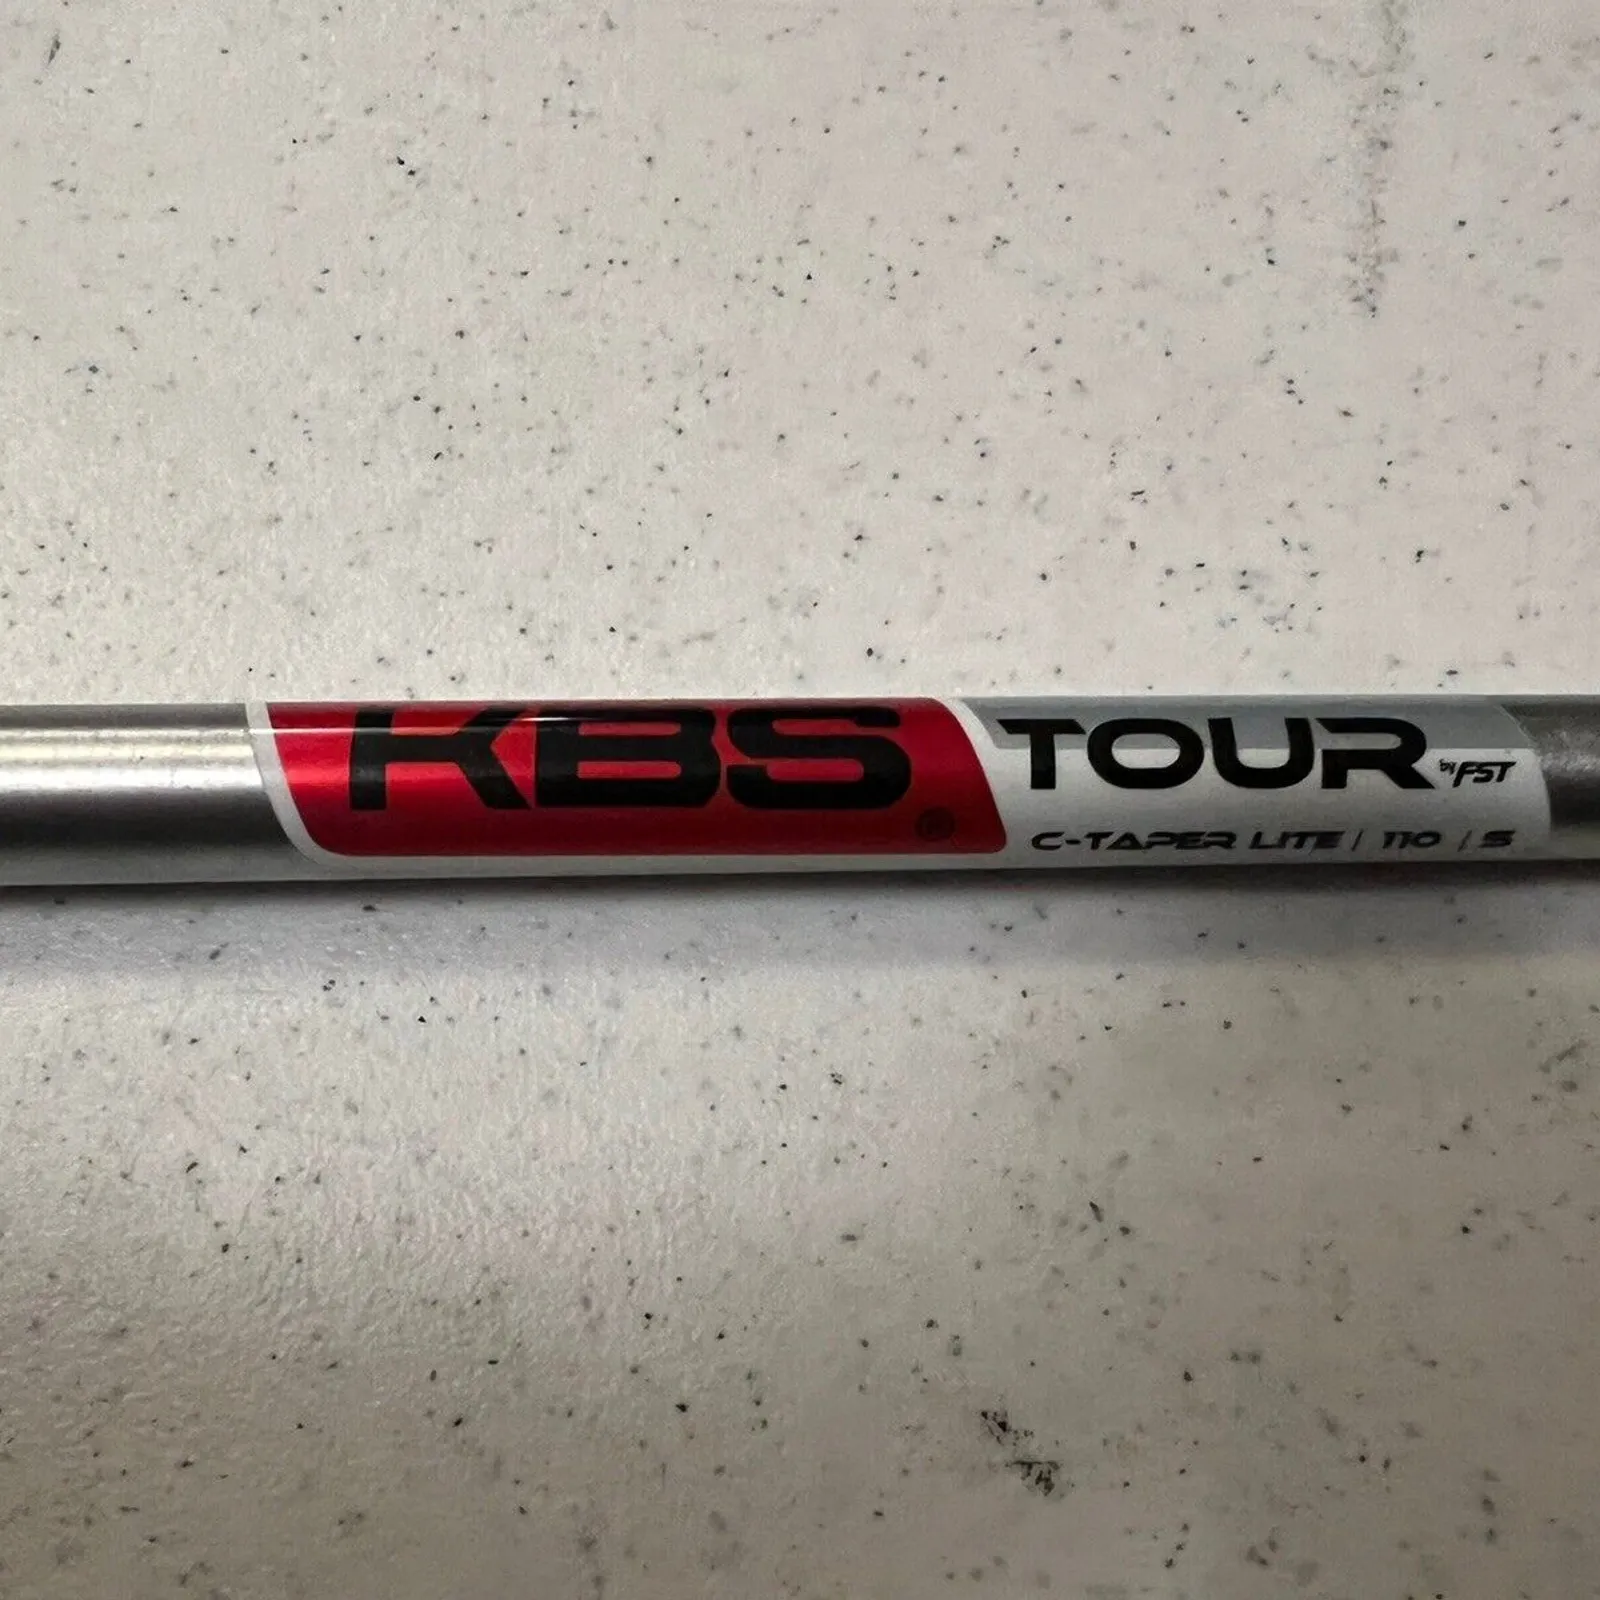 KBS® TOUR by FST
C-TAPER LITE / 110 / S